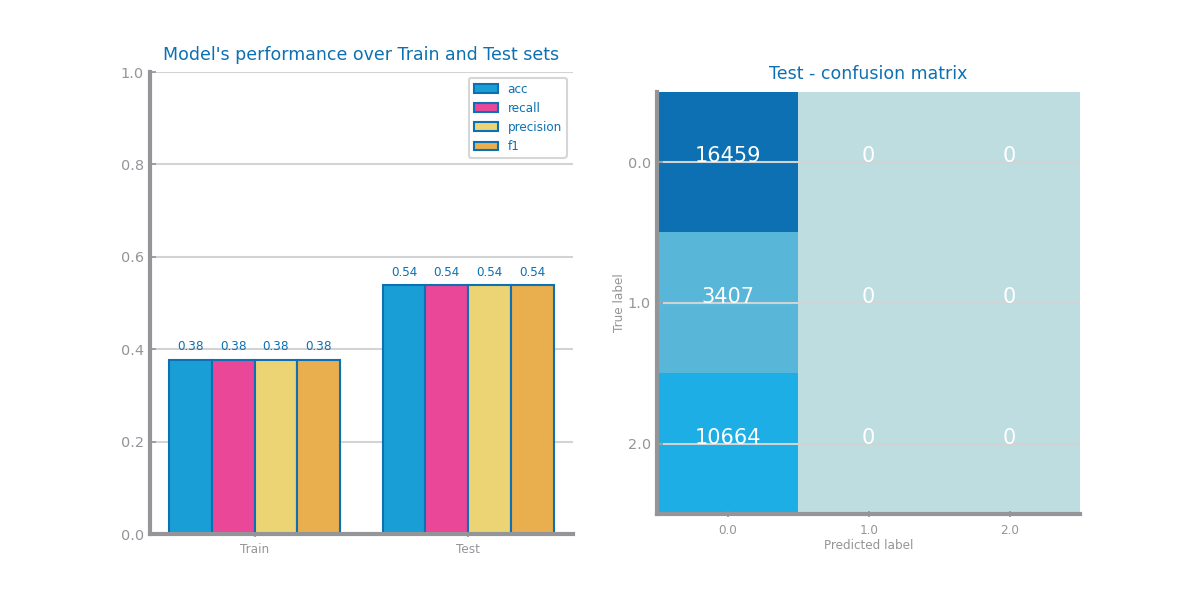 Model's performance over Train and Test sets
1.0
0.8
0.6
0.4
0.2
0.0
acc
recall
precision
f1
0.38 0.38 0.38 0.38
0.54 0.54 0.54 0.54
Train Test
Test - confusion matrix
True label
0.0 16459 0 0
1.0 3407 0 0
2.0 10664 0 0
0.0 1.0 2.0
Predicted label